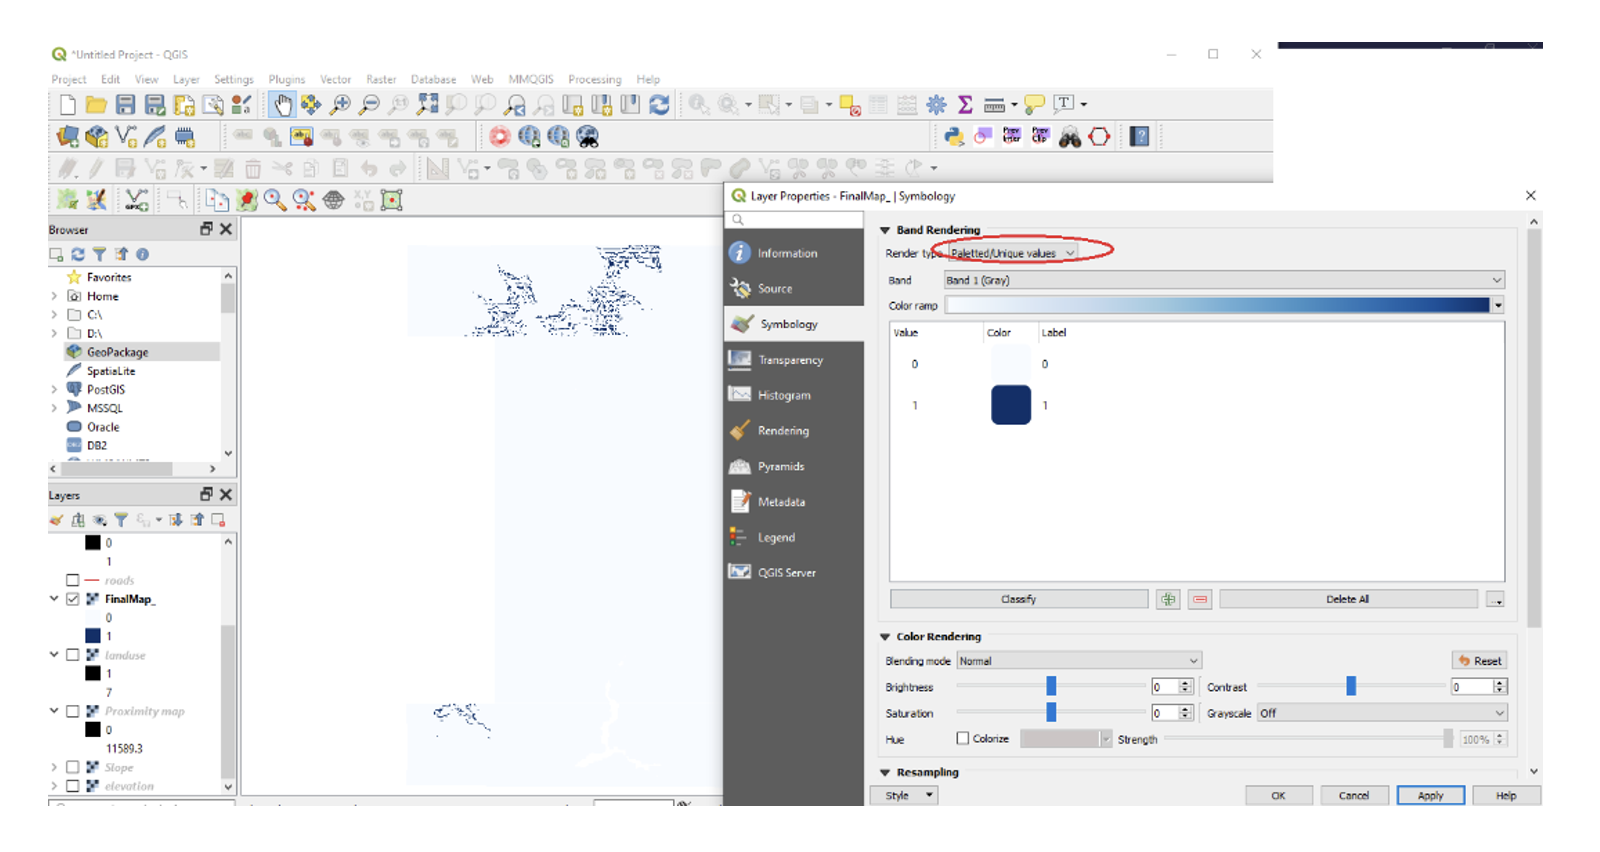 *Untitled Project - QGIS
Project Edit View Layer Settings Plugins Vector Raster Database Web MMQGIS Processing Help
Layer Properties - FinalMap_ | Symbology
Browser
Favorites
Home
C:\
D:\
GeoPackage
SpatiaLite
PostGIS
MSSQL
Oracle
DB2
Layers
0
1
roads
FinalMap_
0
1
landuse
1
7
Proximity map
0
11589.3
Slope
elevation
Information
Source
Symbology
Transparency
Histogram
Rendering
Pyramids
Metadata
Legend
QGIS Server
Band Rendering
Render type Paletted/Unique values
Band Band 1 (Gray)
Color ramp
Value Color Label
0 0
1 1
Classify Delete All ...
Color Rendering
Blending mode Normal Reset
Brightness 0 Contrast 0
Saturation 0 Grayscale Off
Hue Colorize Strength 100%
Resampling
Style OK Cancel Apply Help